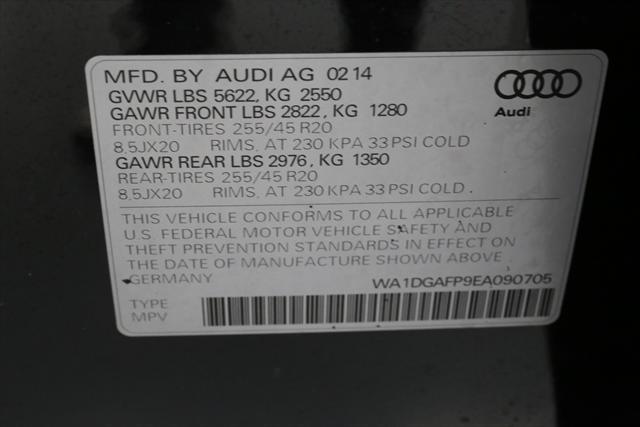 MFD. BY AUDI AG 02 14
GVWR LBS 5622, KG 2550
GAWR FRONT LBS 2822, KG 1280
FRONT-TIRES 255/45 R20
8,5JX20 RIMS, AT 230 KPA 33 PSI COLD
GAWR REAR LBS 2976, KG 1350
REAR-TIRES 255/45 R20
8,5JX20 RIMS, AT 230 KPA 33 PSI COLD.
Audi
THIS VEHICLE CONFORMS TO ALL APPLICABLE
U.S. FEDERAL MOTOR VEHICLE SAFETY AND
THEFT PREVENTION STANDARDS IN EFFECT ON
THE DATE OF MANUFACTURE SHOWN ABOVE
GERMANY WA1DGAFP9EA090705
TYPE
MPV